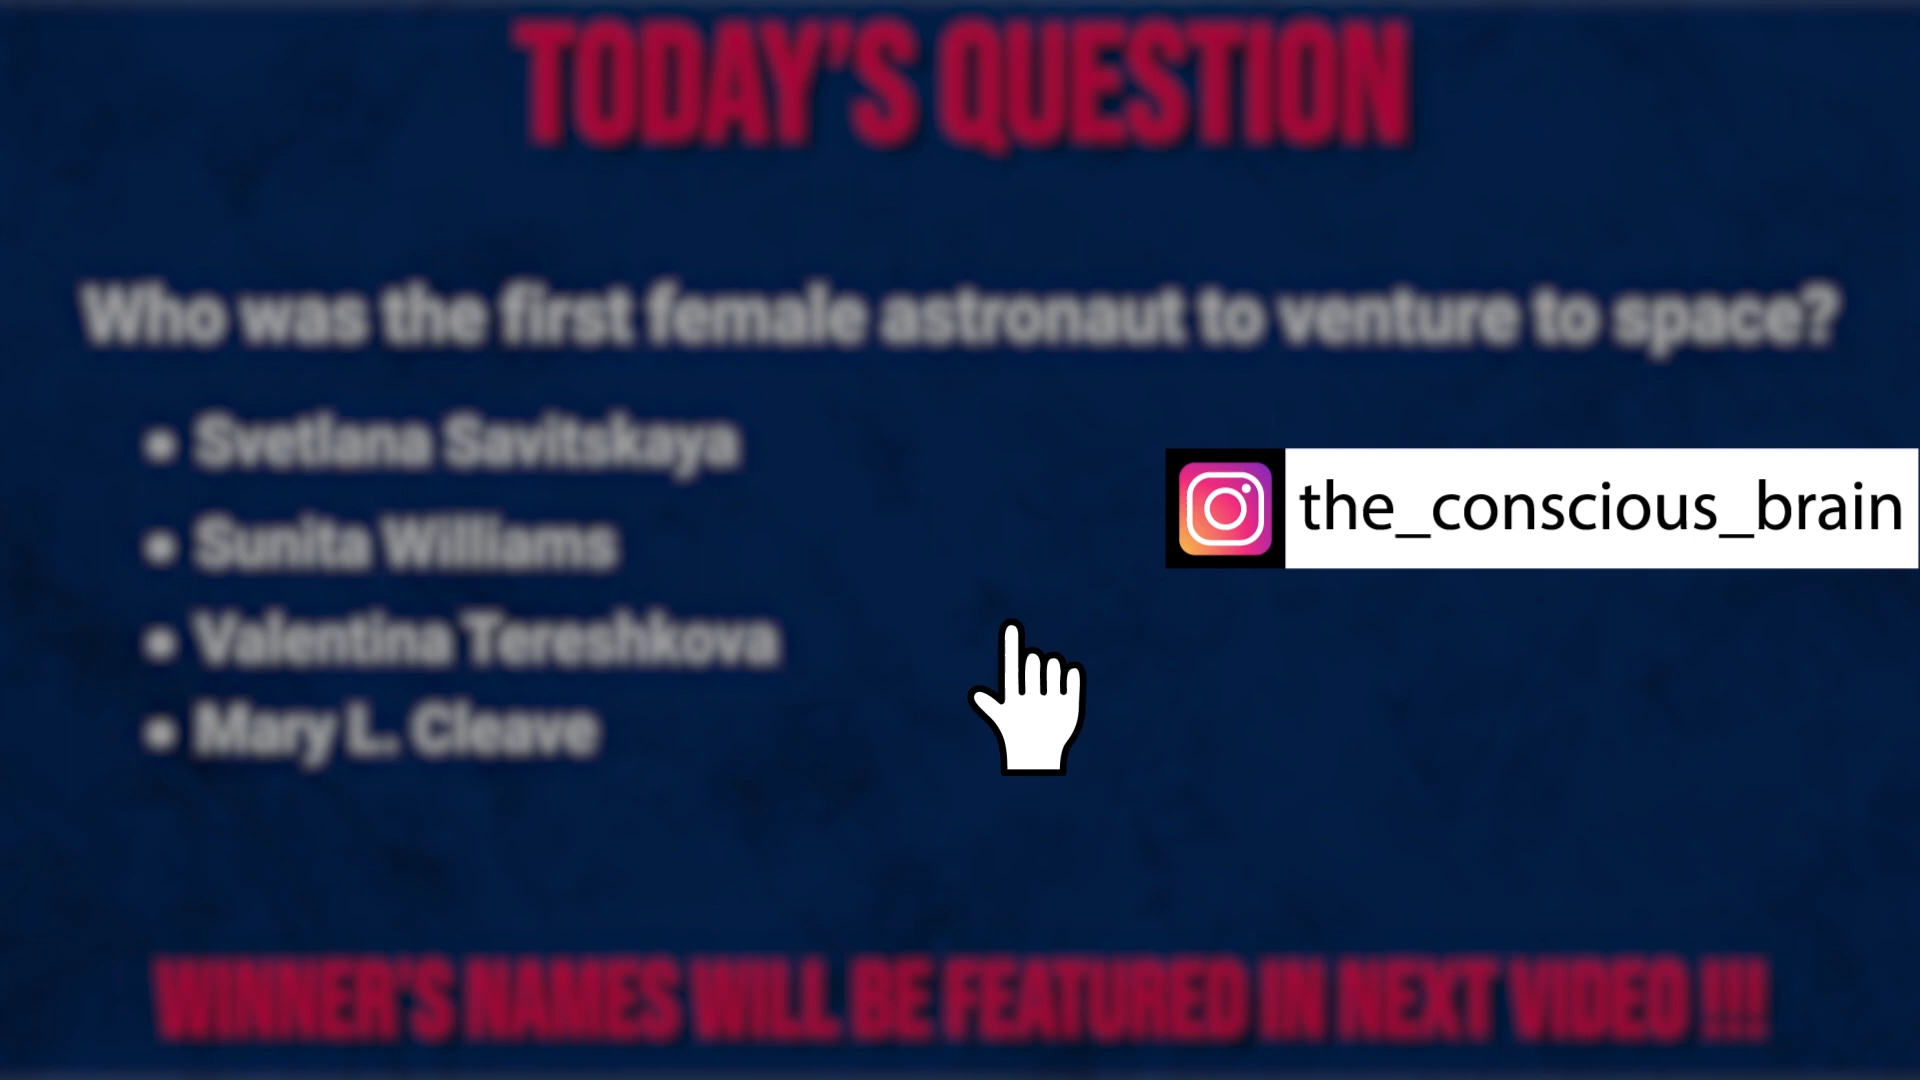 TODAY'S QUESTION
Who was the first female astronaut to venture to space?
• Svetlana Savitskaya
• Sunita Williams
• Valentina Tereshkova
• Mary L. Cleave
the_conscious_brain
WINNER'S NAMES WILL BE FEATURED IN NEXT VIDEO !!!